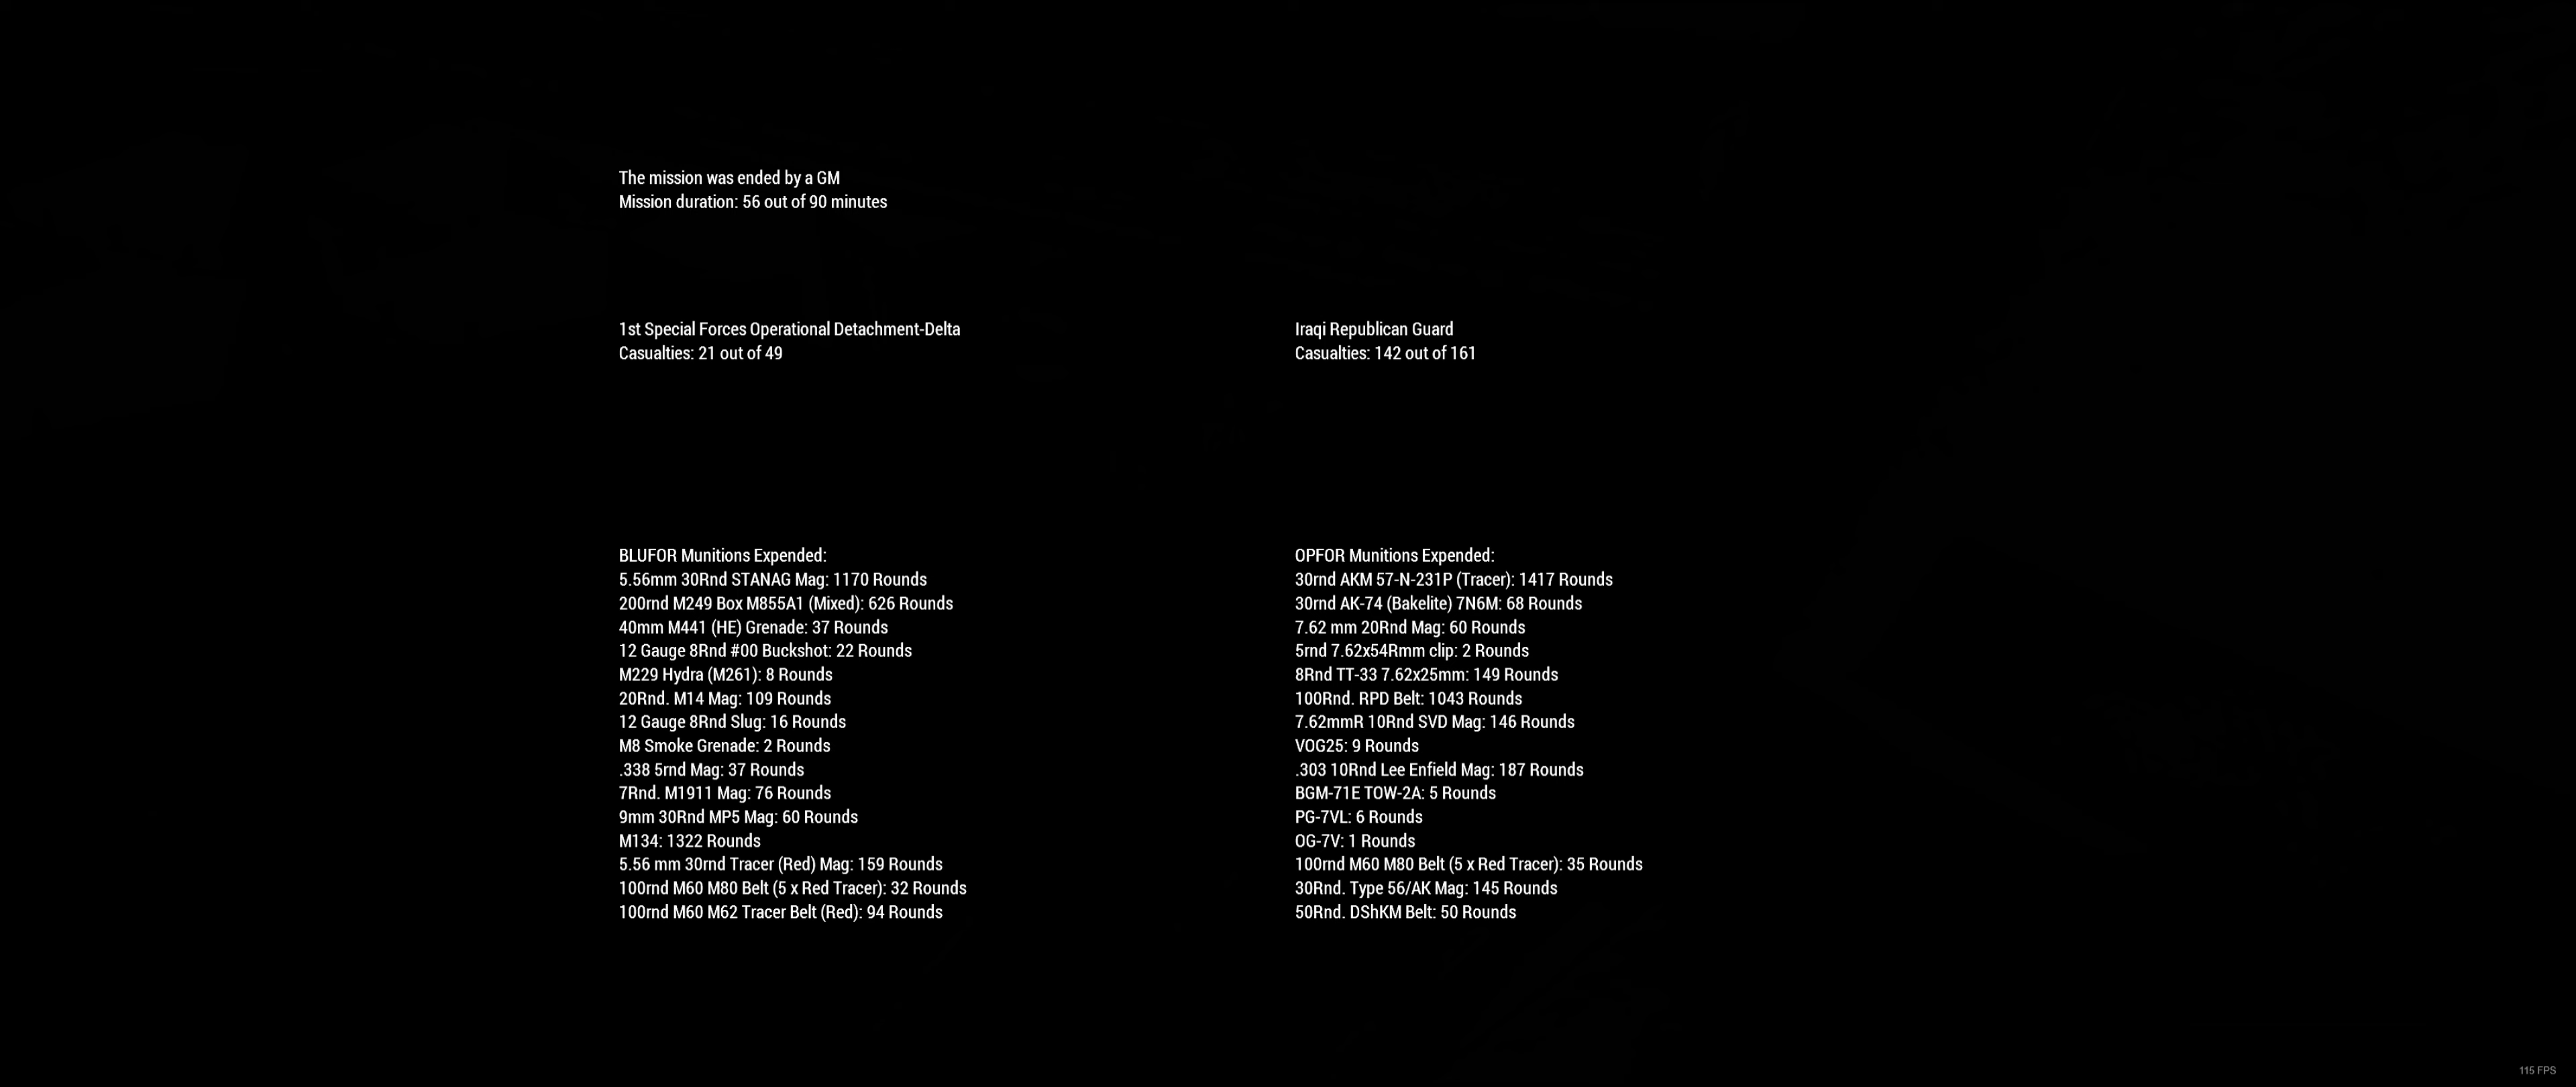 The mission was ended by a GM
Mission duration: 56 out of 90 minutes
1st Special Forces Operational Detachment-Delta
Casualties: 21 out of 49
Iraqi Republican Guard
Casualties: 142 out of 161
BLUFOR Munitions Expended:
5.56mm 30Rnd STANAG Mag: 1170 Rounds
200rnd M249 Box M855A1 (Mixed): 626 Rounds
40mm M441 (HE) Grenade: 37 Rounds
12 Gauge 8Rnd #00 Buckshot: 22 Rounds
M229 Hydra (M261): 8 Rounds
20Rnd. M14 Mag: 109 Rounds
12 Gauge 8Rnd Slug: 16 Rounds
M8 Smoke Grenade: 2 Rounds
.338 5rnd Mag: 37 Rounds
7Rnd. M1911 Mag: 76 Rounds
9mm 30Rnd MP5 Mag: 60 Rounds
M134: 1322 Rounds
5.56 mm 30rnd Tracer (Red) Mag: 159 Rounds
100rnd M60 M80 Belt (5 x Red Tracer): 32 Rounds
100rnd M60 M62 Tracer Belt (Red): 94 Rounds
OPFOR Munitions Expended:
30rnd AKM 57-N-231P (Tracer): 1417 Rounds
30rnd AK-74 (Bakelite) 7N6M: 68 Rounds
7.62 mm 20Rnd Mag: 60 Rounds
5rnd 7.62x54Rmm clip: 2 Rounds
8Rnd TT-33 7.62x25mm: 149 Rounds
100Rnd. RPD Belt: 1043 Rounds
7.62mmR 10Rnd SVD Mag: 146 Rounds
VOG25: 9 Rounds
.303 10Rnd Lee Enfield Mag: 187 Rounds
BGM-71E TOW-2A: 5 Rounds
PG-7VL: 6 Rounds
OG-7V: 1 Rounds
100rnd M60 M80 Belt (5 x Red Tracer): 35 Rounds
30Rnd. Type 56/AK Mag: 145 Rounds
50Rnd. DShKM Belt: 50 Rounds
115 FPS